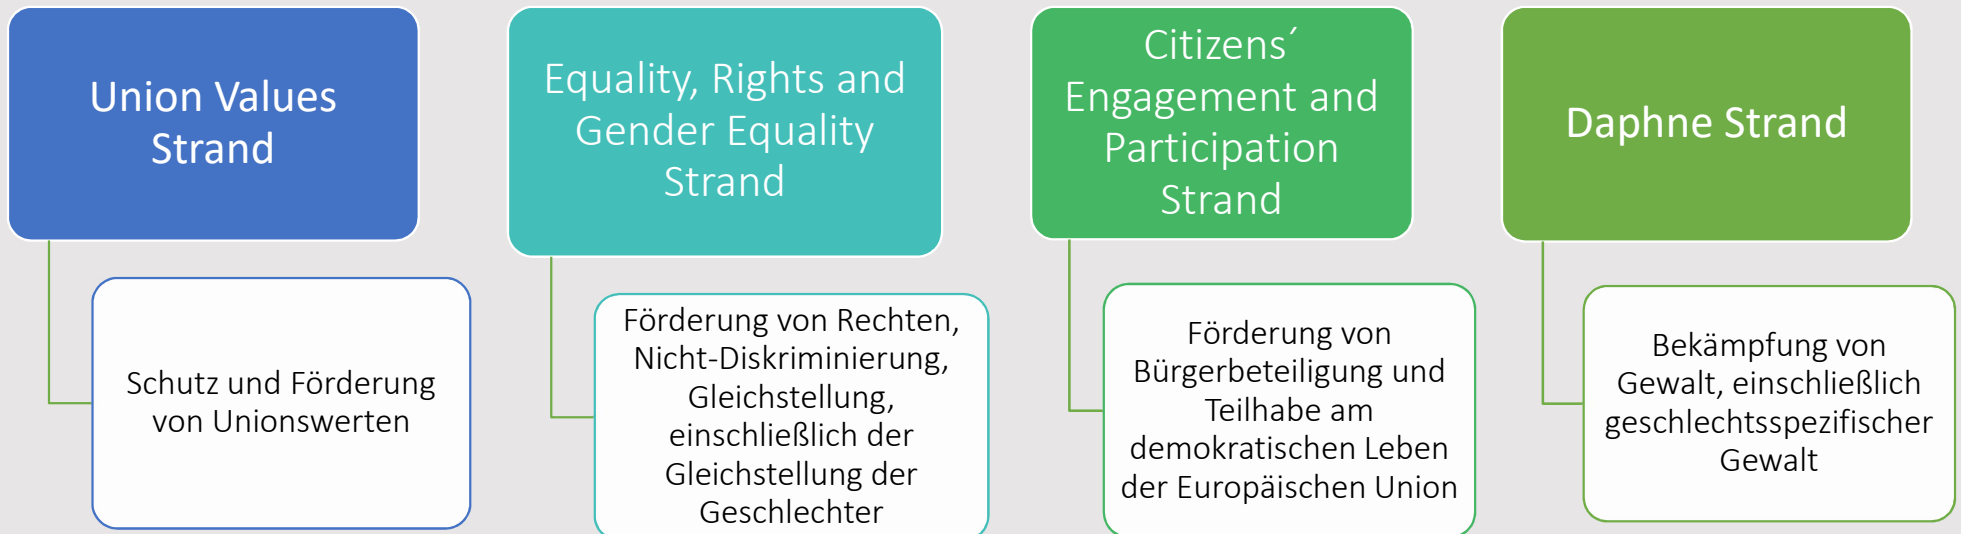 Union Values
Strand
Schutz und Förderung
von Unionswerten
Equality, Rights and
Gender Equality
Strand
Förderung von Rechten,
Nicht-Diskriminierung,
Gleichstellung,
einschließlich der
Gleichstellung der
Geschlechter
Citizens´
Engagement and
Participation
Strand
Förderung von
Bürgerbeteiligung und
Teilhabe am
demokratischen Leben
der Europäischen Union
Daphne Strand
Bekämpfung von
Gewalt, einschließlich
geschlechtsspezifischer
Gewalt